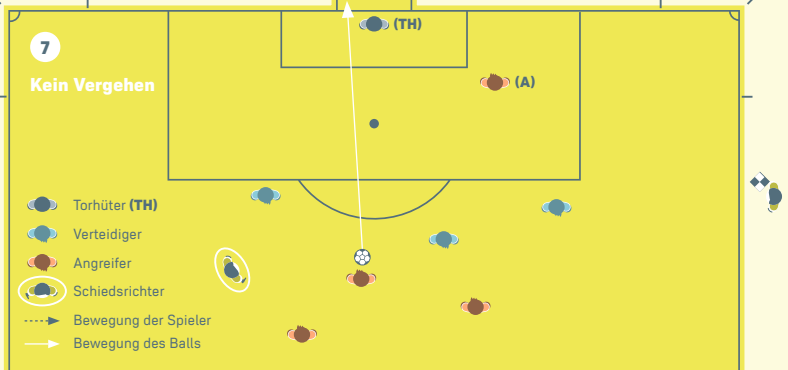 (TH)
7
(A)
Kein Vergehen
Torhüter (TH)
Verteidiger
Angreifer
Schiedsrichter
Bewegung der Spieler
Bewegung des Balls